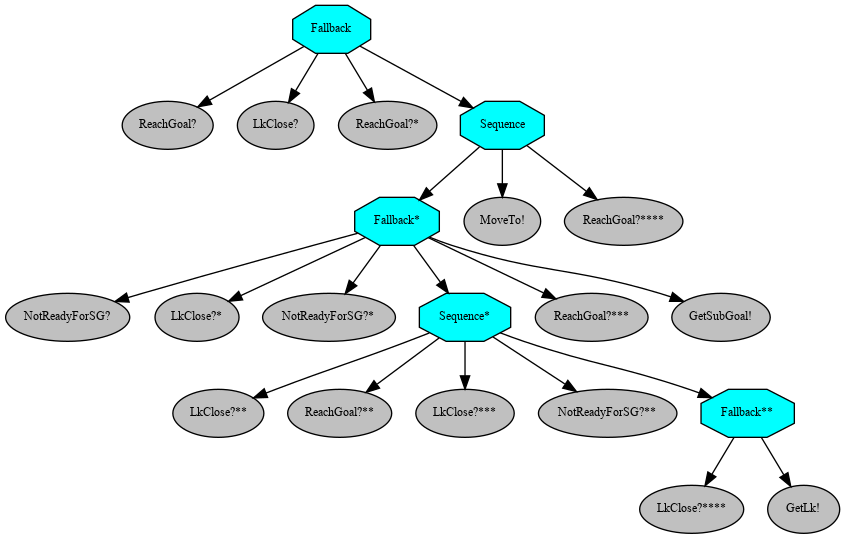 Fallback
ReachGoal?
LkClose?
ReachGoal?*
Sequence
Fallback*
MoveTo!
ReachGoal?****
NotReadyForSG?
LkClose?*
NotReadyForSG?*
Sequence*
ReachGoal?***
GetSubGoal!
LkClose?**
ReachGoal?**
LkClose?***
NotReadyForSG?**
Fallback**
LkClose?****
GetLk!